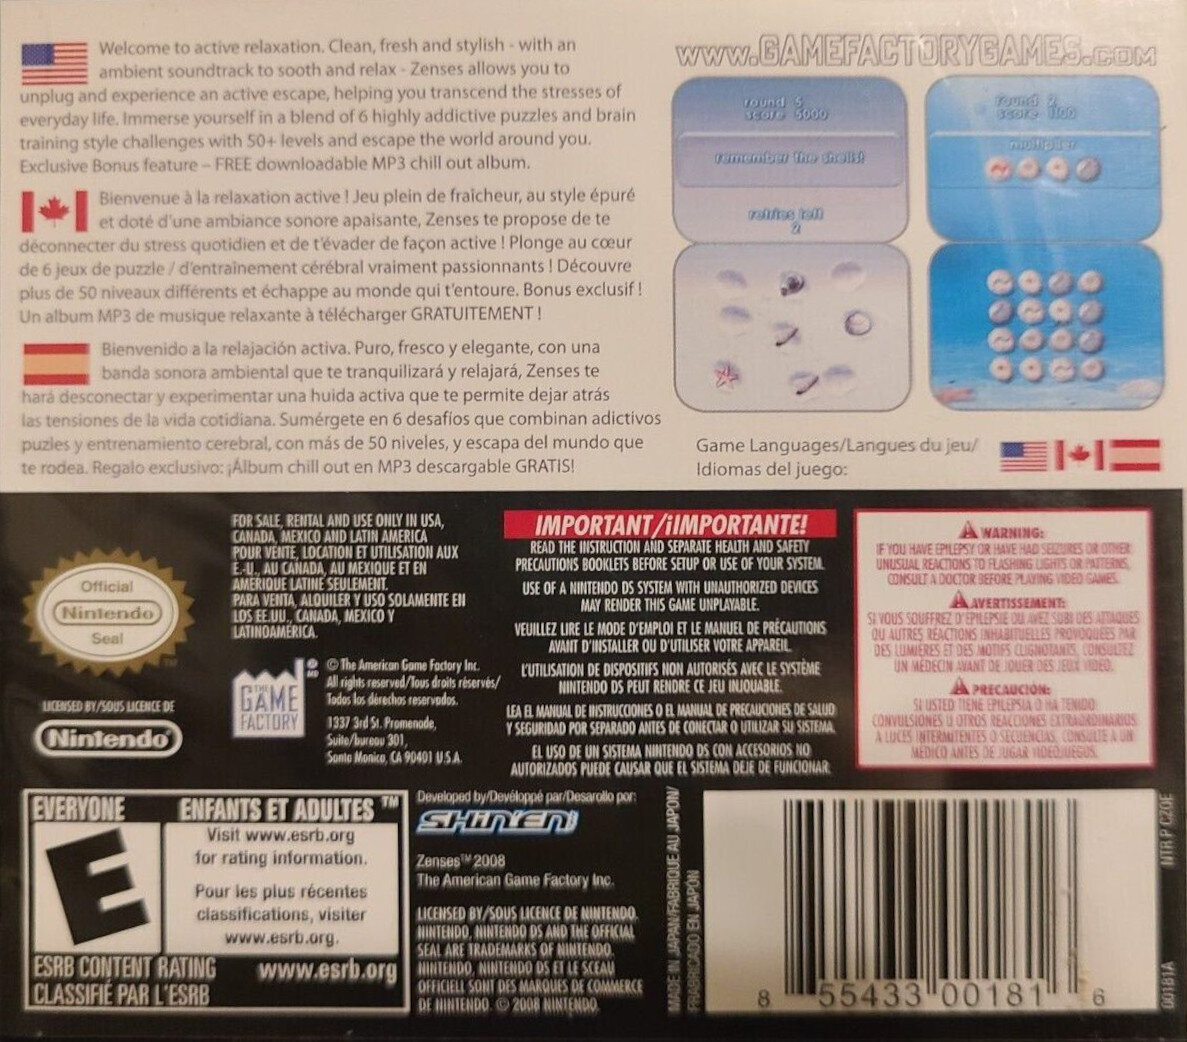 Welcome to active relaxation. Clean, fresh and stylish - with an
ambient soundtrack to sooth and relax - Zenses allows you to
unplug and experience an active escape, helping you transcend the stresses of
everyday life. Immerse yourself in a blend of 6 highly addictive puzzles and brain
training style challenges with 50+ levels and escape the world around you.
Exclusive Bonus feature – FREE downloadable MP3 chill out album.
Bienvenue à la relaxation active ! Jeu plein de fraîcheur, au style épuré
et doté d'une ambiance sonore apaisante, Zenses te propose de te
déconnecter du stress quotidien et de t'évader de façon active ! Plonge au cœur
de 6 jeux de puzzle / d'entraînement cérébral vraiment passionnants ! Découvre
plus de 50 niveaux différents et échappe au monde qui t'entoure. Bonus exclusif !
Un album MP3 de musique relaxante à télécharger GRATUITEMENT !
Bienvenido a la relajación activa. Puro, fresco y elegante, con una
banda sonora ambiental que te tranquilizará y relajará, Zenses te
hará desconectar y experimentar una huida activa que te permite dejar atrás
las tensiones de la vida cotidiana. Sumérgete en 6 desafíos que combinan adictivos
puzles y entrenamiento cerebral, con más de 50 niveles, y escapa del mundo que
te rodea. Regalo exclusivo: ¡Álbum chill out en MP3 descargable GRATIS!
www.GAMEFACTORYGAMES.com
round 5
score 5000
remember the shells!
retries left
2
round 2
score 1100
multiplier
Game Languages/Langues du jeu/
Idiomas del juego:
Official
Nintendo
Seal
TM
LICENSED BY/SOUS LICENCE DE
Nintendo®
FOR SALE, RENTAL AND USE ONLY IN USA,
CANADA, MEXICO AND LATIN AMERICA
POUR VENTE, LOCATION ET UTILISATION AUX
E.-U., AU CANADA, AU MEXIQUE ET EN
AMERIQUE LATINE SEULEMENT.
PARA VENTA, ALQUILER Y USO SOLAMENTE EN
LOS EE.UU., CANADA, MEXICO Y
LATINOAMÉRICA.
THE
GAME
FACTORY
®
MD
© The American Game Factory Inc.
All rights reserved/Tous droits réservés/
Todos los derechos reservados.
1337 3rd St. Promenade,
Suite/bureau 301,
Santa Monica, CA 90401 U.S.A.
IMPORTANT/¡IMPORTANTE!
READ THE INSTRUCTION AND SEPARATE HEALTH AND SAFETY
PRECAUTIONS BOOKLETS BEFORE SETUP OR USE OF YOUR SYSTEM.
USE OF A NINTENDO DS SYSTEM WITH UNAUTHORIZED DEVICES
MAY RENDER THIS GAME UNPLAYABLE.
VEUILLEZ LIRE LE MODE D'EMPLOI ET LE MANUEL DE PRÉCAUTIONS
AVANT D'INSTALLER OU D'UTILISER VOTRE APPAREIL.
L'UTILISATION DE DISPOSITIFS NON AUTORISÉS AVEC LE SYSTÈME
NINTENDO DS PEUT RENDRE CE JEU INJOUABLE.
LEA EL MANUAL DE INSTRUCCIONES O EL MANUAL DE PRECAUCIONES DE SALUD
Y SEGURIDAD POR SEPARADO ANTES DE CONECTAR O UTILIZAR SU SISTEMA.
EL USO DE UN SISTEMA NINTENDO DS CON ACCESORIOS NO
AUTORIZADOS PUEDE CAUSAR QUE EL SISTEMA DEJE DE FUNCIONAR.
WARNING:
IF YOU HAVE EPILEPSY OR HAVE HAD SEIZURES OR OTHER
UNUSUAL REACTIONS TO FLASHING LIGHTS OR PATTERNS,
CONSULT A DOCTOR BEFORE PLAYING VIDEO GAMES.
AVERTISSEMENT:
SI VOUS SOUFFREZ D'ÉPILEPSIE OU AVEZ SUBI DES ATTAQUES
OU AUTRES RÉACTIONS INHABITUELLES PROVOQUÉES PAR
DES LUMIÈRES ET DES MOTIFS CLIGNOTANTS, CONSULTEZ
UN MÉDECIN AVANT DE JOUER DES JEUX VIDÉO.
PRECAUCIÓN:
SI USTED TIENE EPILEPSIA O HA TENIDO
CONVULSIONES U OTROS REACCIONES EXTRAORDINARIOS
A LUCES INTERMITENTES O SECUENCIAS, CONSULTE A UN
MÉDICO ANTES DE JUGAR VIDEOJUEGOS.
EVERYONE
ENFANTS ET ADULTES ™
E
Visit www.esrb.org
for rating information.
Pour les plus récentes
classifications, visiter
www.esrb.org.
ESRB CONTENT RATING www.esrb.org
CLASSIFIÉ PAR L'ESRB
Developed by/Développé par/Desarollo por:
SHIN'EN
Zenses™ 2008
The American Game Factory Inc.
LICENSED BY/SOUS LICENCE DE NINTENDO.
NINTENDO, NINTENDO DS AND THE OFFICIAL
SEAL ARE TRADEMARKS OF NINTENDO.
NINTENDO, NINTENDO DS ET LE SCEAU
OFFICIELL SONT DES MARQUES DE COMMERCE
DE NINTENDO. © 2008 NINTENDO.
MADE IN JAPAN/FABRIQUÉ AU JAPON/
FABRICADO EN JAPON
8 55433 00181 6
NTR P CZOE
00181A